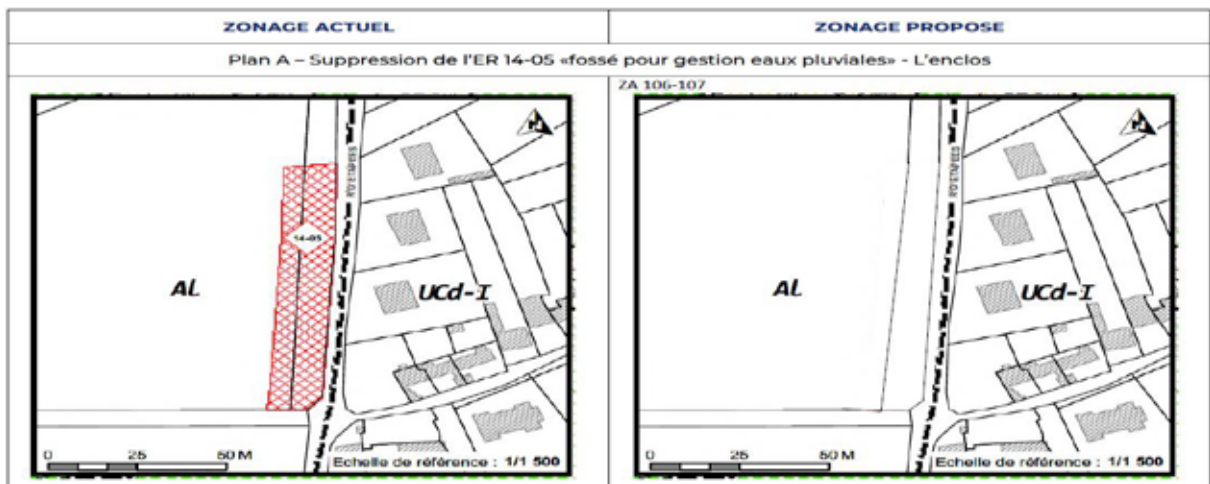 ZONAGE ACTUEL
ZONAGE PROPOSE
Plan A – Suppression de l'ER 14-05 «fossé pour gestion eaux pluviales» - L'enclos
ZA 106-107
14-05
AL
UCd-I
0 25 50 M
Echelle de référence : 1/1 500
AL
UCd-I
0 25 50 M
Echelle de référence : 1/1 500